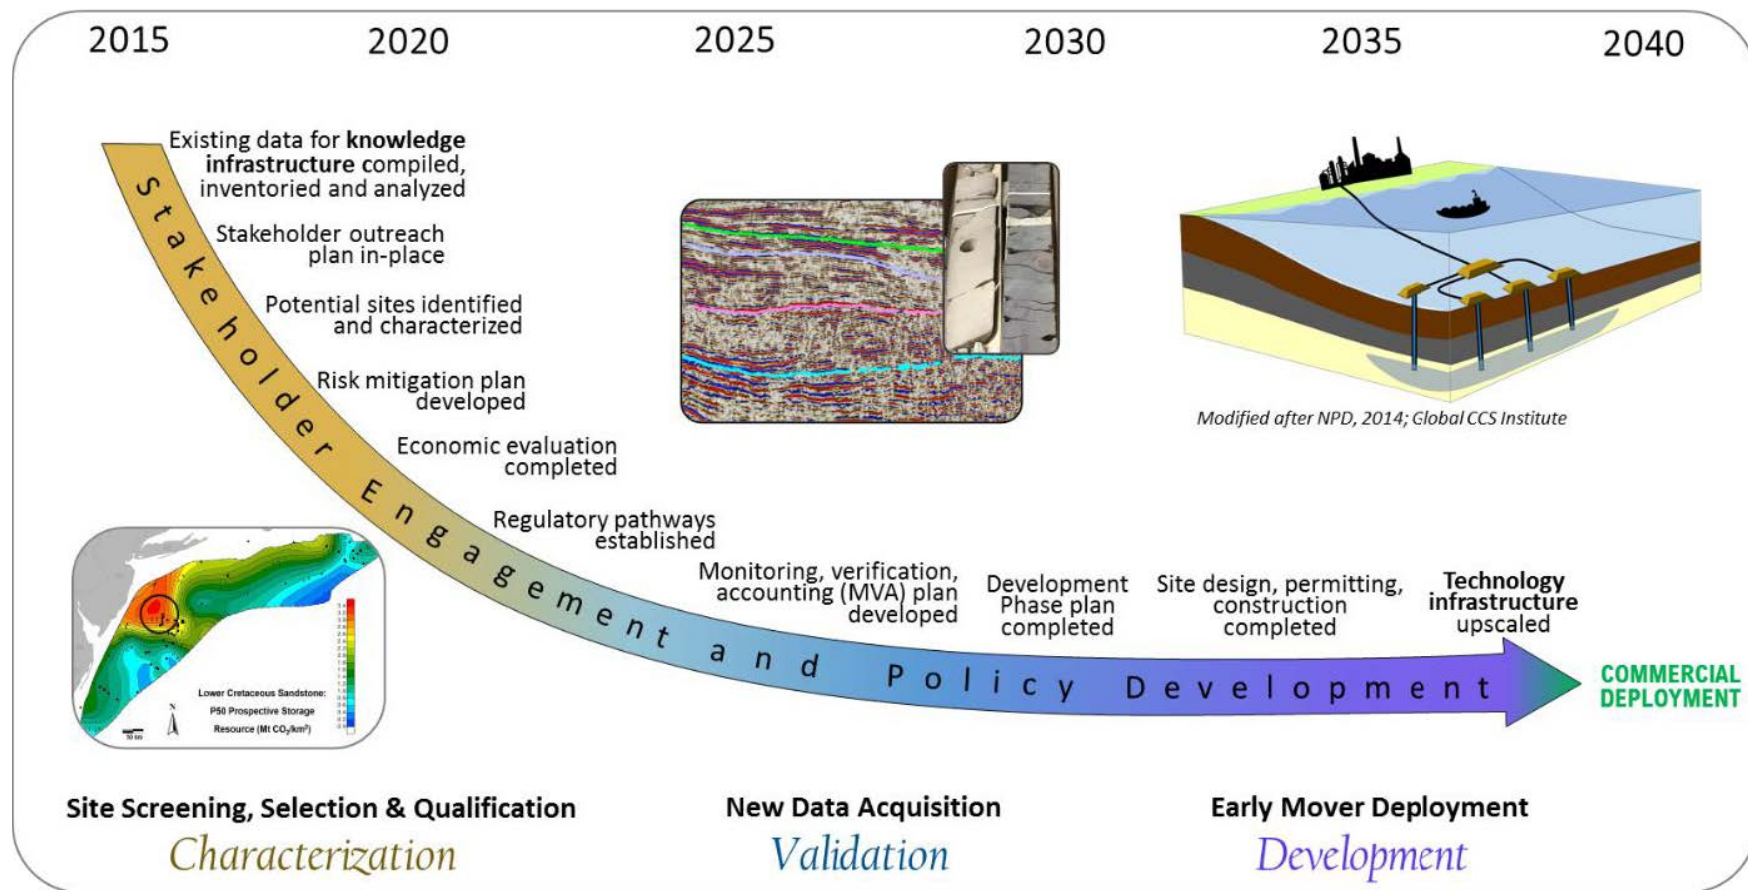 2015 2020 2025 2030 2035 2040
Existing data for knowledge
infrastructure compiled,
inventoried and analyzed
Stakeholder outreach
plan in-place
Potential sites identified
and characterized
Risk mitigation plan
developed
Economic evaluation
completed
Regulatory pathways
established
Monitoring, verification,
accounting (MVA) plan
developed
Development
Phase plan
completed
Site design, permitting,
construction
completed
Technology
infrastructure
upscaled
Stakeholder Engagement and Policy Development
COMMERCIAL
DEPLOYMENT
Modified after NPD, 2014; Global CCS Institute
Lower Cretaceous Sandstone:
P50 Prospective Storage
Resource (Mt CO₂/km²)
N
50 km
Site Screening, Selection & Qualification
Characterization
New Data Acquisition
Validation
Early Mover Deployment
Development